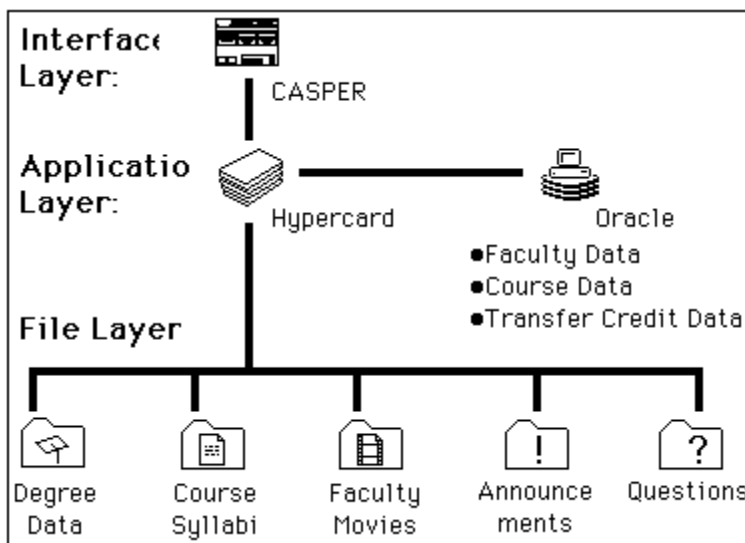 Interface
Layer:
CASPER
Applicatio
Layer:
Hypercard
Oracle
●Faculty Data
●Course Data
●Transfer Credit Data
File Layer
Degree
Data
Course
Syllabi
Faculty
Movies
Announce
ments
Questions